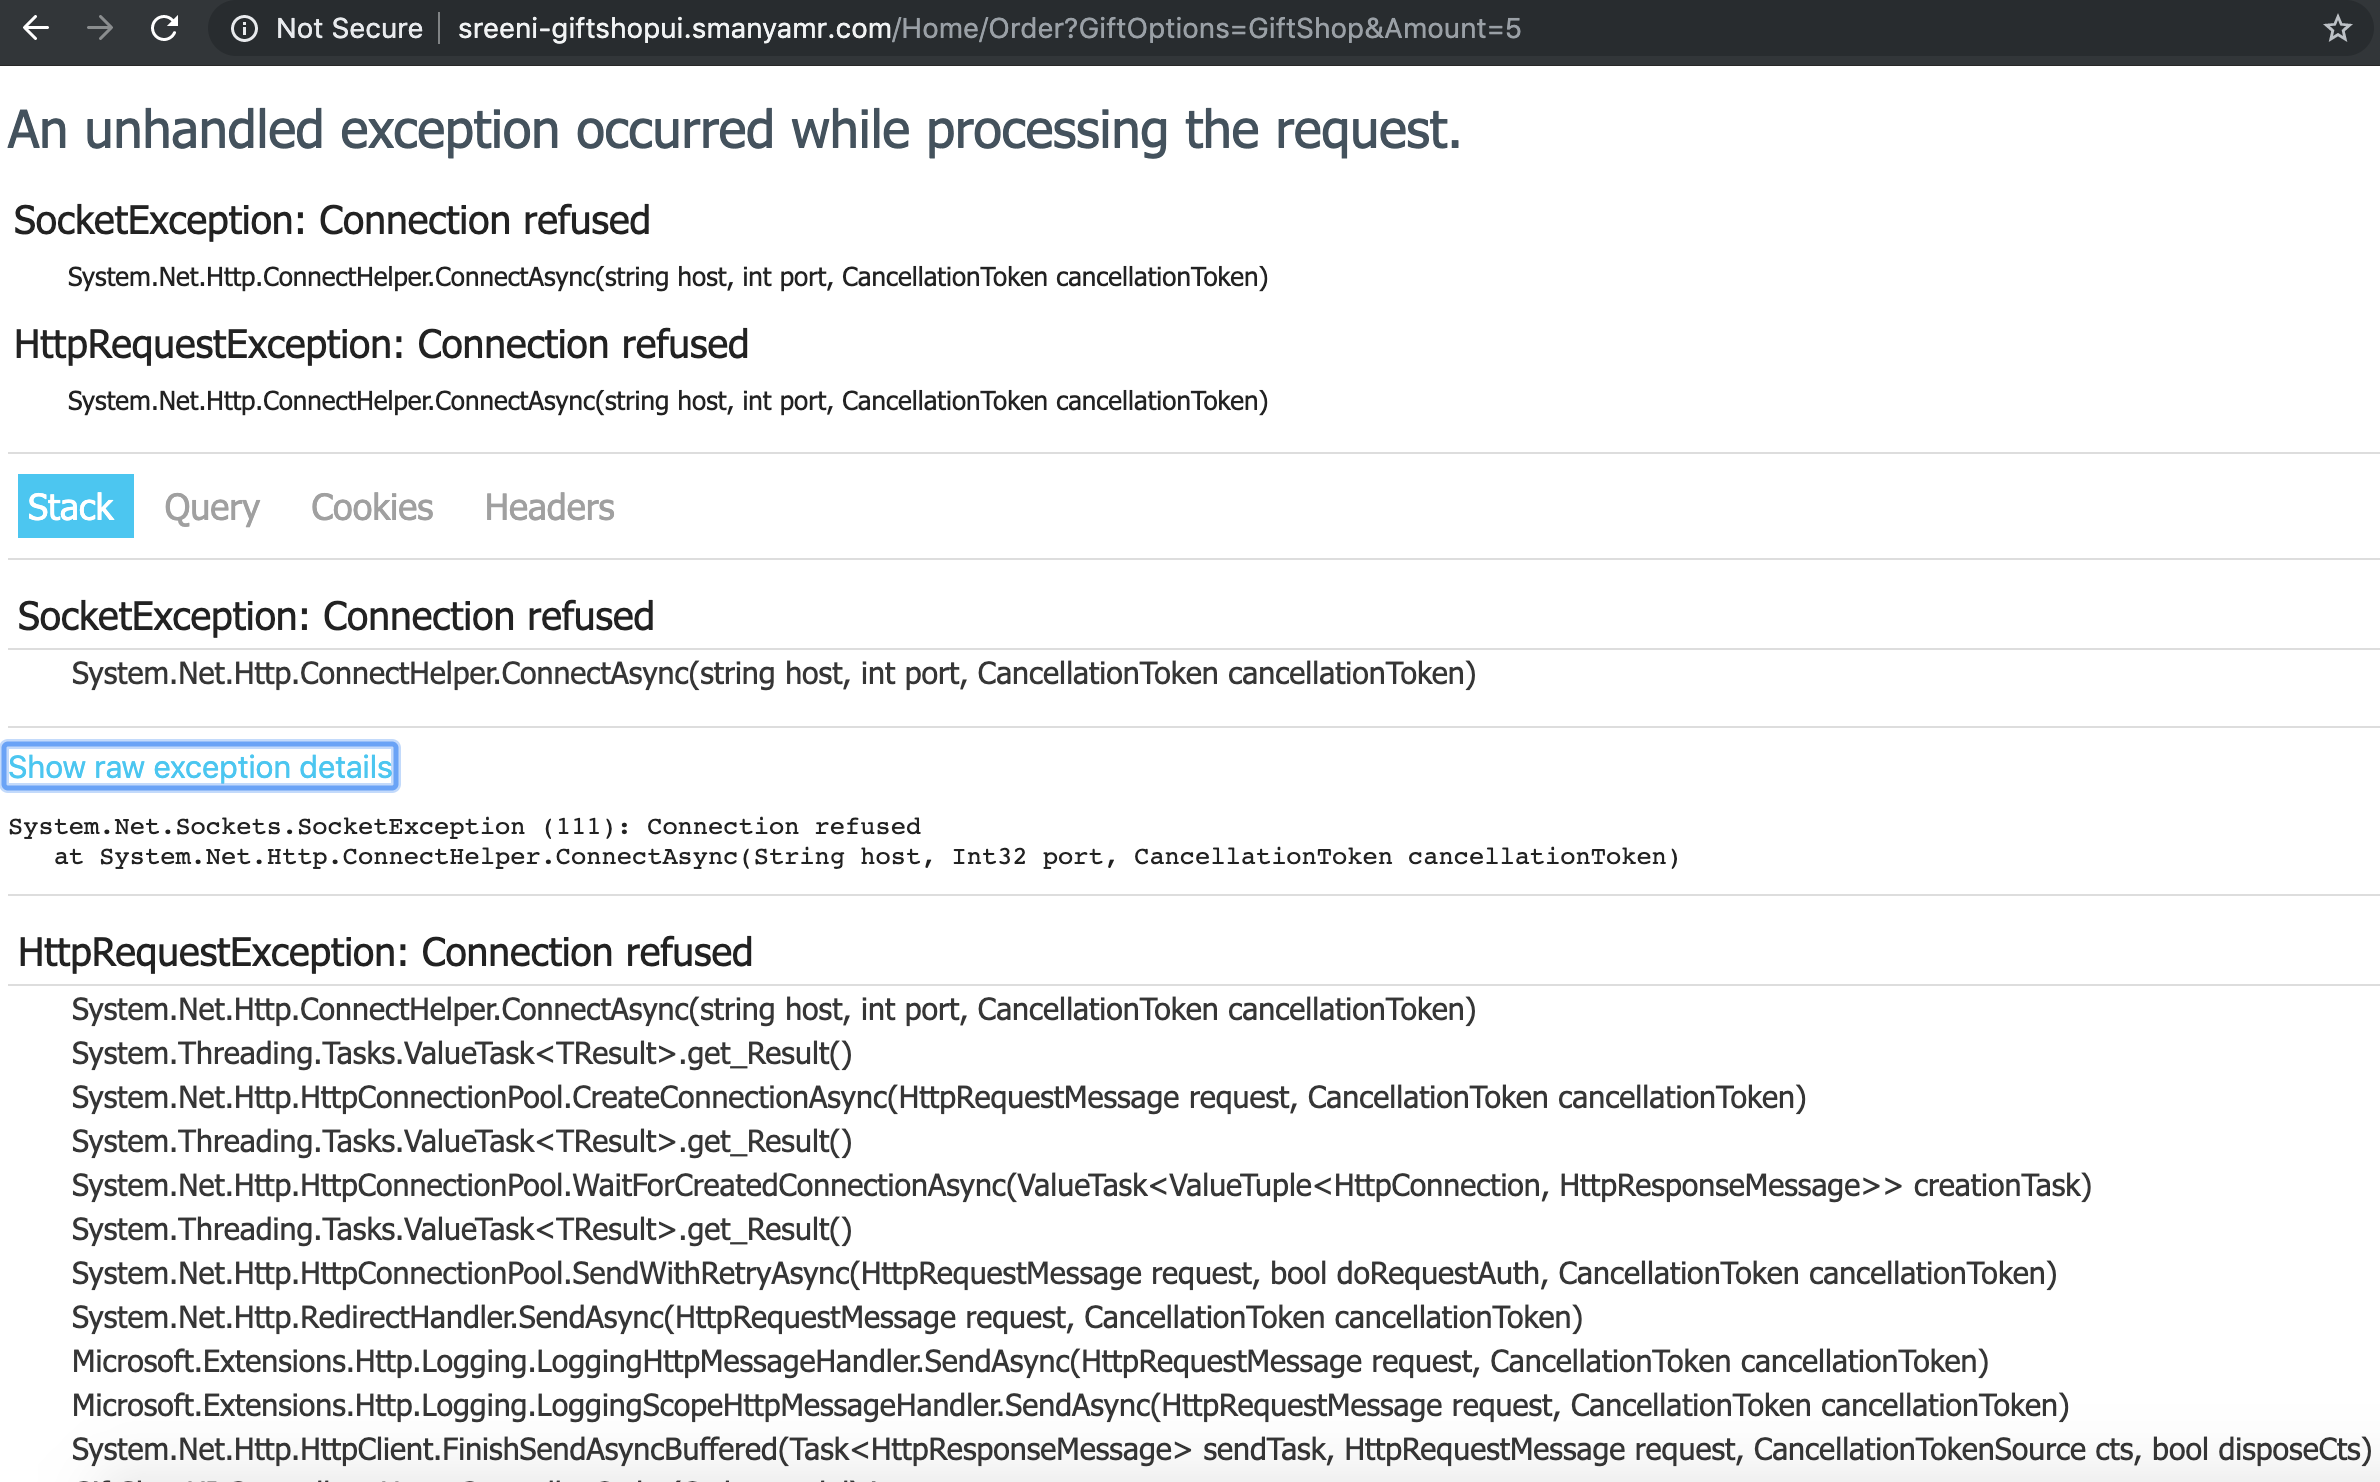 Not Secure | sreeni-giftshopui.smanyamr.com/Home/Order?GiftOptions=GiftShop&Amount=5
An unhandled exception occurred while processing the request.
SocketException: Connection refused
System.Net.Http.ConnectHelper.ConnectAsync(string host, int port, CancellationToken cancellationToken)
HttpRequestException: Connection refused
System.Net.Http.ConnectHelper.ConnectAsync(string host, int port, CancellationToken cancellationToken)
Stack Query Cookies Headers
SocketException: Connection refused
System.Net.Http.ConnectHelper.ConnectAsync(string host, int port, CancellationToken cancellationToken)
Show raw exception details
System.Net.Sockets.SocketException (111): Connection refused
at System.Net.Http.ConnectHelper.ConnectAsync(String host, Int32 port, CancellationToken cancellationToken)
HttpRequestException: Connection refused
System.Net.Http.ConnectHelper.ConnectAsync(string host, int port, CancellationToken cancellationToken)
System.Threading.Tasks.ValueTask<TResult>.get_Result()
System.Net.Http.HttpConnectionPool.CreateConnectionAsync(HttpRequestMessage request, CancellationToken cancellationToken)
System.Threading.Tasks.ValueTask<TResult>.get_Result()
System.Net.Http.HttpConnectionPool.WaitForCreatedConnectionAsync(ValueTask<ValueTuple<HttpConnection, HttpResponseMessage>> creationTask)
System.Threading.Tasks.ValueTask<TResult>.get_Result()
System.Net.Http.HttpConnectionPool.SendWithRetryAsync(HttpRequestMessage request, bool doRequestAuth, CancellationToken cancellationToken)
System.Net.Http.RedirectHandler.SendAsync(HttpRequestMessage request, CancellationToken cancellationToken)
Microsoft.Extensions.Http.Logging.LoggingHttpMessageHandler.SendAsync(HttpRequestMessage request, CancellationToken cancellationToken)
Microsoft.Extensions.Http.Logging.LoggingScopeHttpMessageHandler.SendAsync(HttpRequestMessage request, CancellationToken cancellationToken)
System.Net.Http.HttpClient.FinishSendAsyncBuffered(Task<HttpResponseMessage> sendTask, HttpRequestMessage request, CancellationTokenSource cts, bool disposeCts)